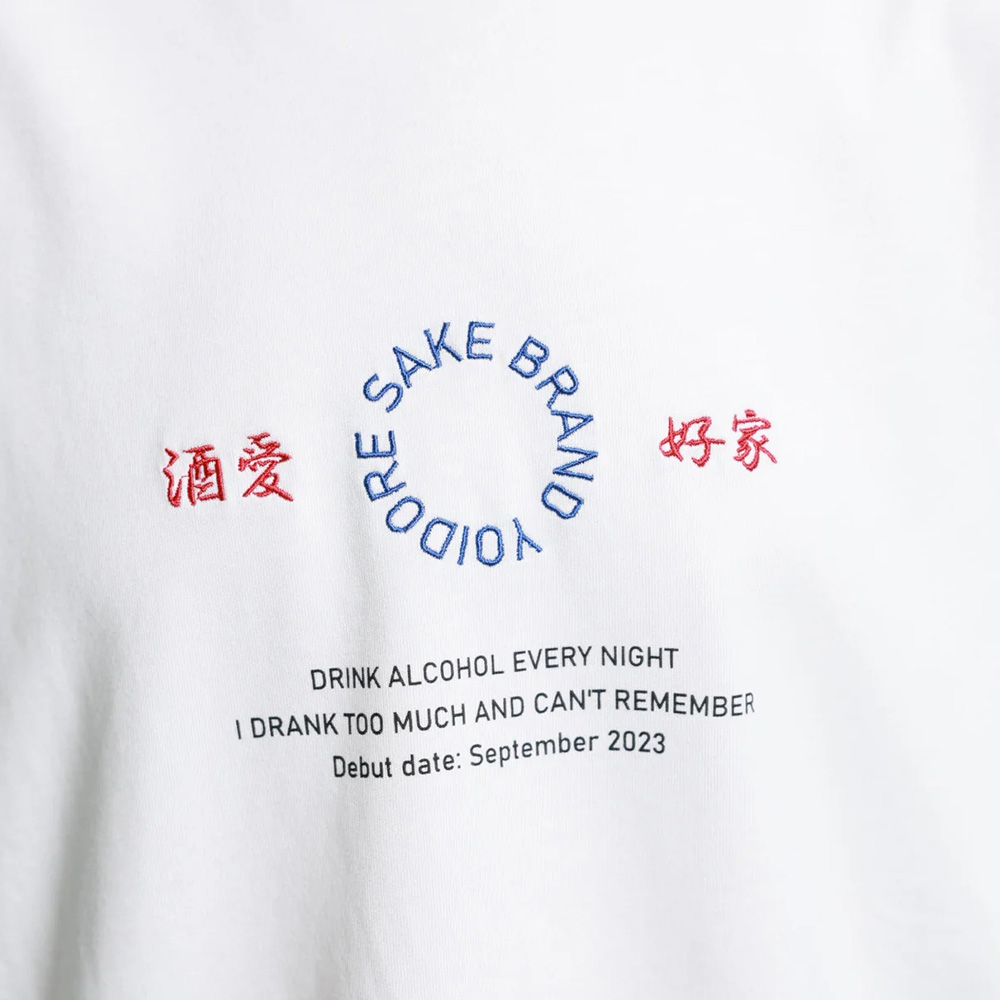 SAKE BRAND
YOIDORE
酒愛
好家
DRINK ALCOHOL EVERY NIGHT
I DRANK TOO MUCH AND CAN'T REMEMBER
Debut date: September 2023